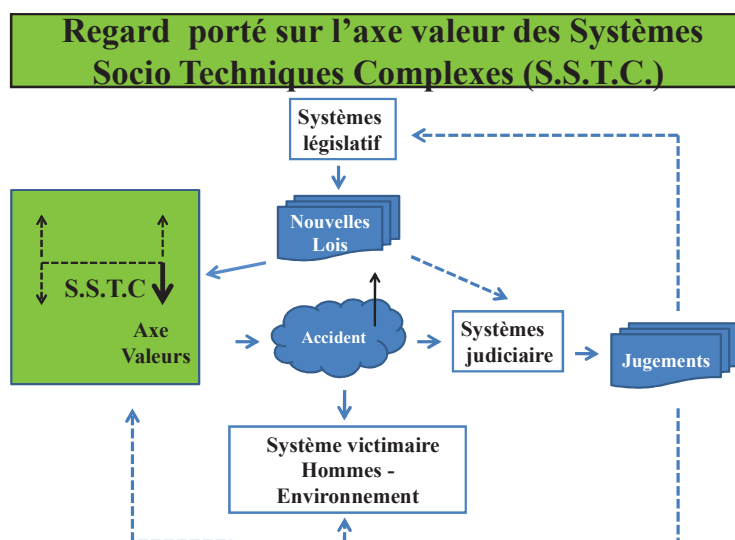 Regard porté sur l'axe valeur des Systèmes
Socio Techniques Complexes (S.S.T.C.)
Systèmes
législatif
Nouvelles
Lois
S.S.T.C
Axe
Valeurs
Accident
Systèmes
judiciaire
Jugements
Système victimaire
Hommes -
Environnement